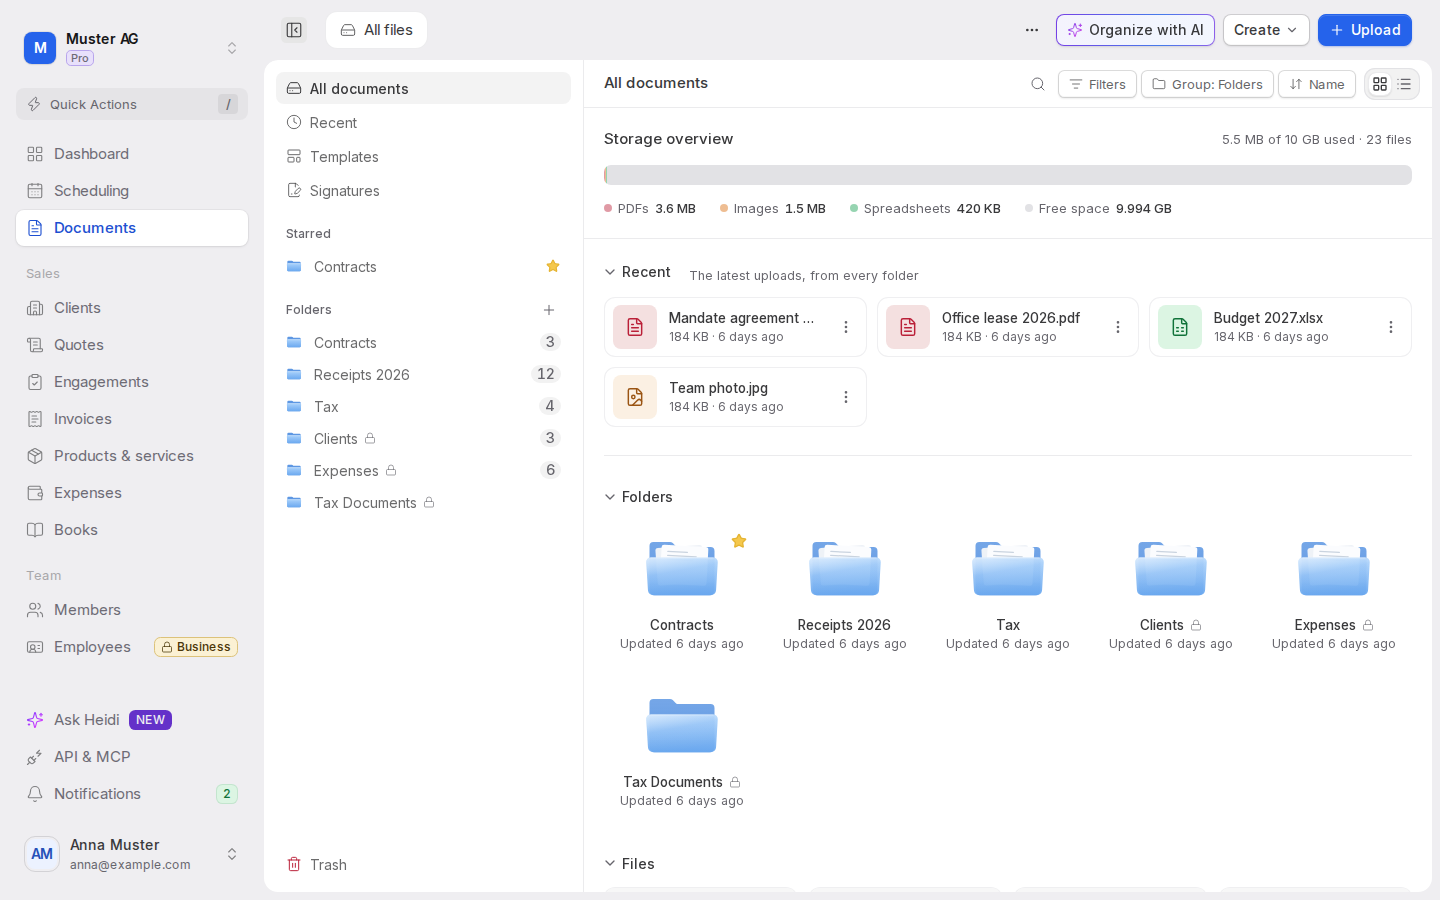 M
Muster AG
Pro
Quick Actions
/
Dashboard
Scheduling
Documents
Sales
Clients
Quotes
Engagements
Invoices
Products & services
Expenses
Books
Team
Members
Employees
Business
Ask Heidi
NEW
API & MCP
Notifications
2
AM
Anna Muster
anna@example.com
All files
Organize with AI
Create
Upload
All documents
Recent
Templates
Signatures
Starred
Contracts
Folders
Contracts
3
Receipts 2026
12
Tax
4
Clients
3
Expenses
6
Tax Documents
Trash
All documents
Filters
Group: Folders
Name
Storage overview
5.5 MB of 10 GB used · 23 files
PDFs 3.6 MB
Images 1.5 MB
Spreadsheets 420 KB
Free space 9.994 GB
Recent
The latest uploads, from every folder
Mandate agreement ...
184 KB · 6 days ago
Office lease 2026.pdf
184 KB · 6 days ago
Budget 2027.xlsx
184 KB · 6 days ago
Team photo.jpg
184 KB · 6 days ago
Folders
Contracts
Updated 6 days ago
Receipts 2026
Updated 6 days ago
Tax
Updated 6 days ago
Clients
Updated 6 days ago
Expenses
Updated 6 days ago
Tax Documents
Updated 6 days ago
Files